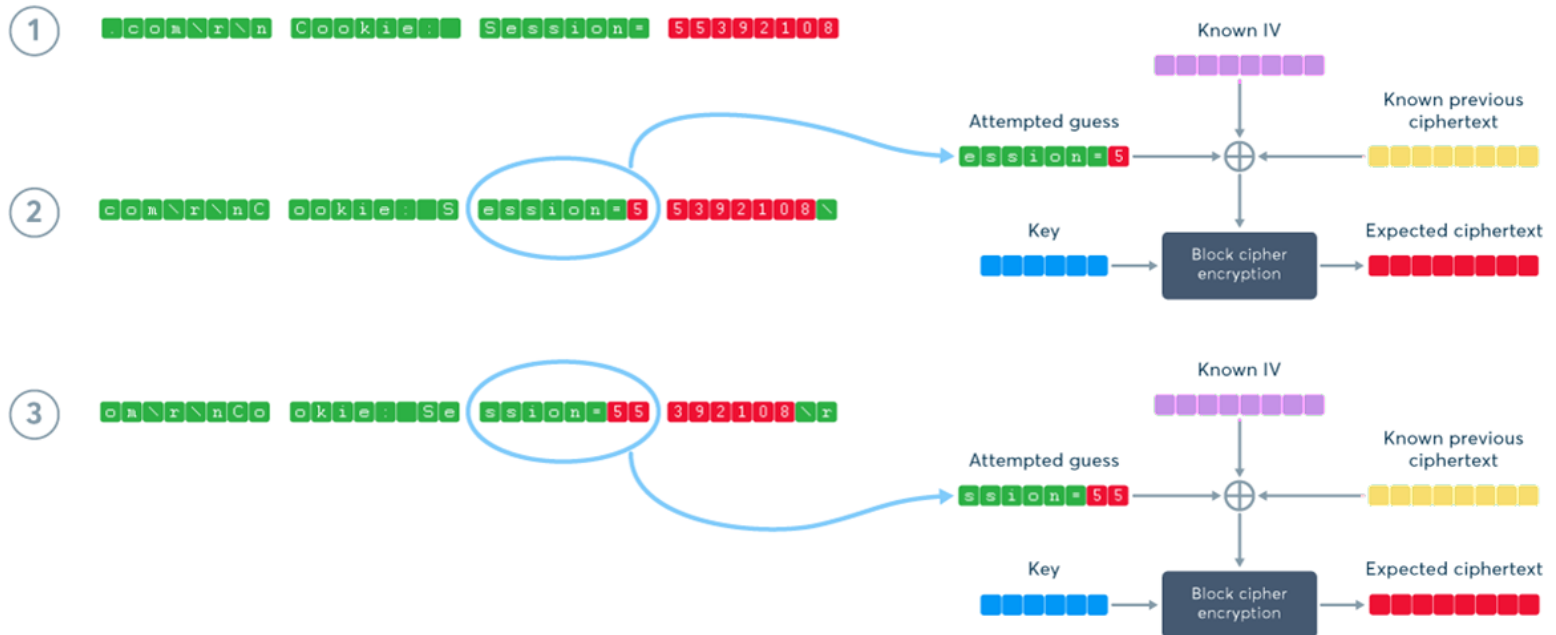 1
.com\r\n Cookie: Session= 55392108
Known IV
Attempted guess
Known previous
ciphertext
ession=5
2
com\r\nC ookie: S ession=5 5392108\
Key
Expected ciphertext
Block cipher
encryption
3
om\r\nCo okie: Se ssion=55 392108\r
Known IV
Attempted guess
Known previous
ciphertext
ssion=55
Key
Expected ciphertext
Block cipher
encryption